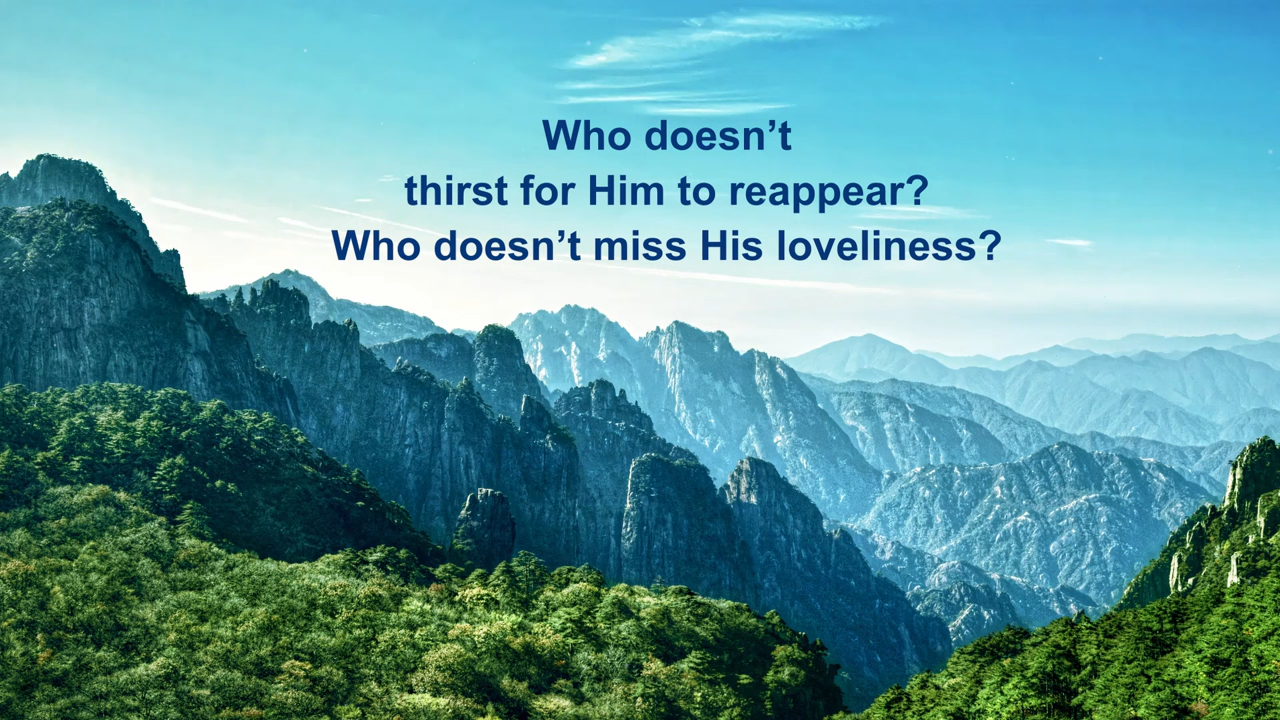 Who doesn’t
thirst for Him to reappear?
Who doesn’t miss His loveliness?